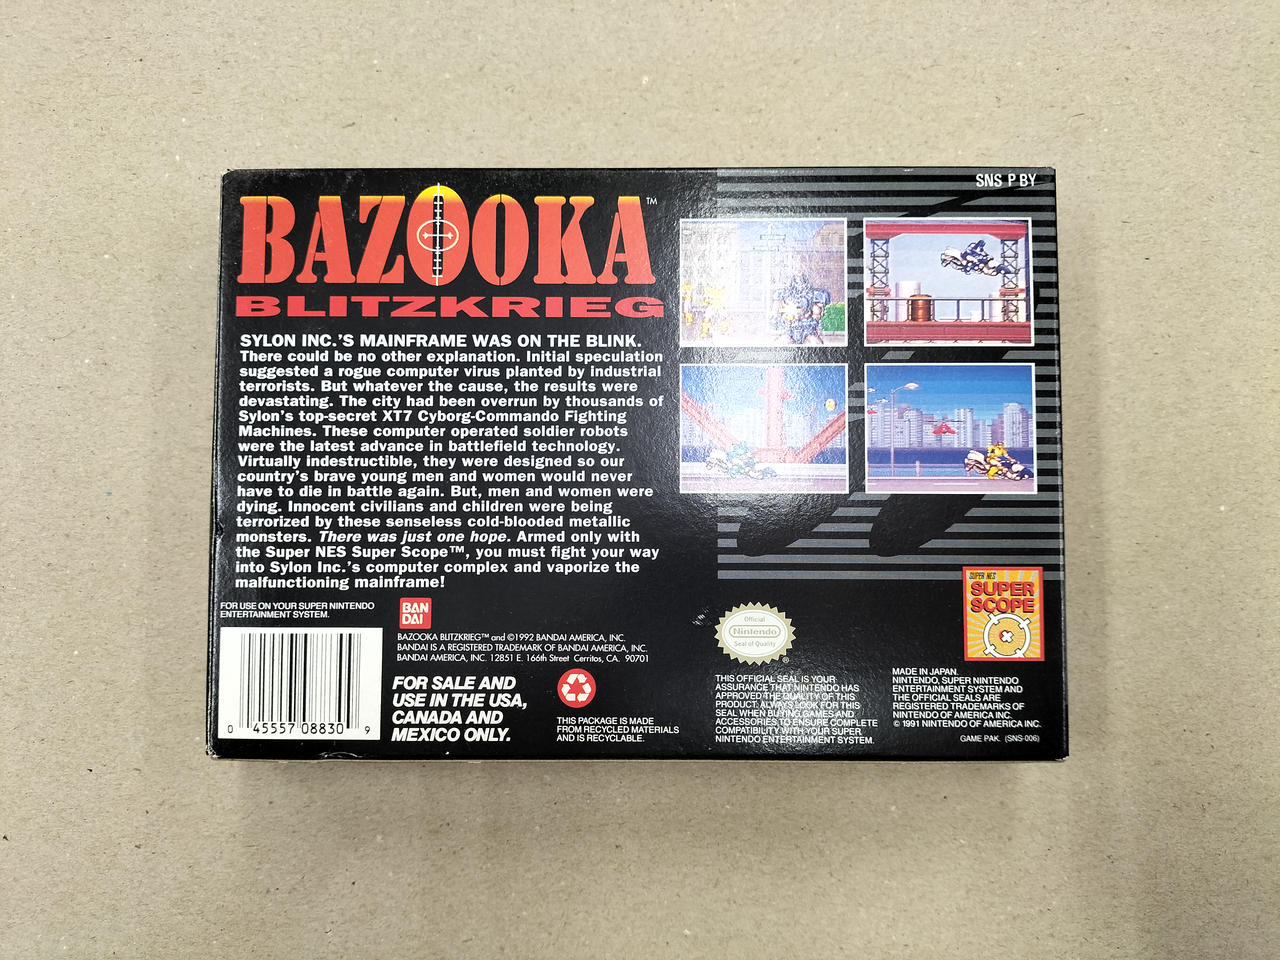 SNS P BY
BAZOOKA™
BLITZKRIEG
SYLON INC.'S MAINFRAME WAS ON THE BLINK.
There could be no other explanation. Initial speculation
suggested a rogue computer virus planted by industrial
terrorists. But whatever the cause, the results were
devastating. The city had been overrun by thousands of
Sylon's top-secret XT7 Cyborg-Commando Fighting
Machines. These computer operated soldier robots
were the latest advance in battlefield technology.
Virtually indestructible, they were designed so our
country's brave young men and women would never
have to die in battle again. But, men and women were
dying. Innocent civilians and children were being
terrorized by these senseless cold-blooded metallic
monsters. There was just one hope. Armed only with
the Super NES Super Scope™, you must fight your way
into Sylon Inc.'s computer complex and vaporize the
malfunctioning mainframe!
FOR USE ON YOUR SUPER NINTENDO
ENTERTAINMENT SYSTEM.
0 45557 08830 9
BAN
DAI
BAZOOKA BLITZKRIEG™ and ©1992 BANDAI AMERICA, INC.
BANDAI IS A REGISTERED TRADEMARK OF BANDAI AMERICA, INC.
BANDAI AMERICA, INC. 12851 E. 166th Street Cerritos, CA. 90701
FOR SALE AND
USE IN THE USA,
CANADA AND
MEXICO ONLY.
THIS PACKAGE IS MADE
FROM RECYCLED MATERIALS
AND IS RECYCLABLE.
Official
Nintendo
Seal of Quality
®
THIS OFFICIAL SEAL IS YOUR
ASSURANCE THAT NINTENDO HAS
APPROVED THE QUALITY OF THIS
PRODUCT. ALWAYS LOOK FOR THIS
SEAL WHEN BUYING GAMES AND
ACCESSORIES TO ENSURE COMPLETE
COMPATIBILITY WITH YOUR SUPER
NINTENDO ENTERTAINMENT SYSTEM.
SUPER NES
SUPER
SCOPE
MADE IN JAPAN.
NINTENDO, SUPER NINTENDO
ENTERTAINMENT SYSTEM AND
THE OFFICIAL SEALS ARE
REGISTERED TRADEMARKS OF
NINTENDO OF AMERICA INC.
© 1991 NINTENDO OF AMERICA INC.
GAME PAK (SNS-006)